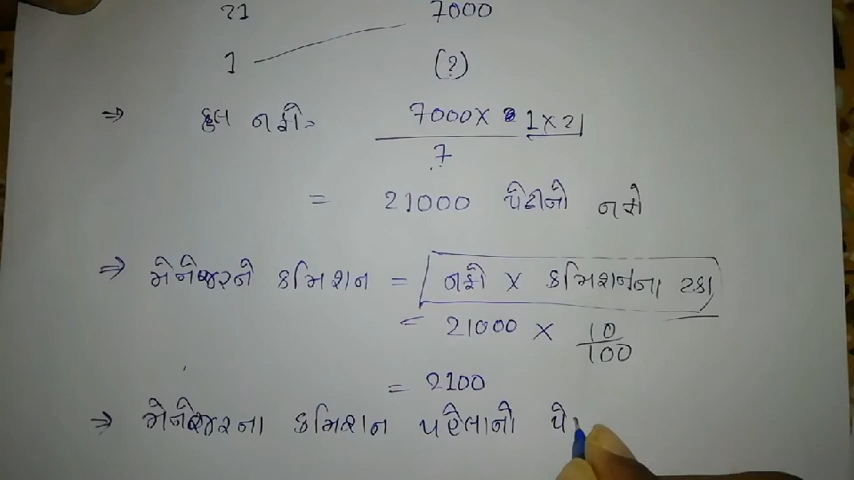 21 7000
1 (?)
⇒ કુલ નફો = 7000 X 1 X 21
7
= 21000 પેઢીનો નફો
⇒ મેનેજરને કમિશન = નફો X કમિશનના ટકા
= 21000 X 10
100
= 2100
⇒ મેનેજરના કમિશન પહેલાનો પે